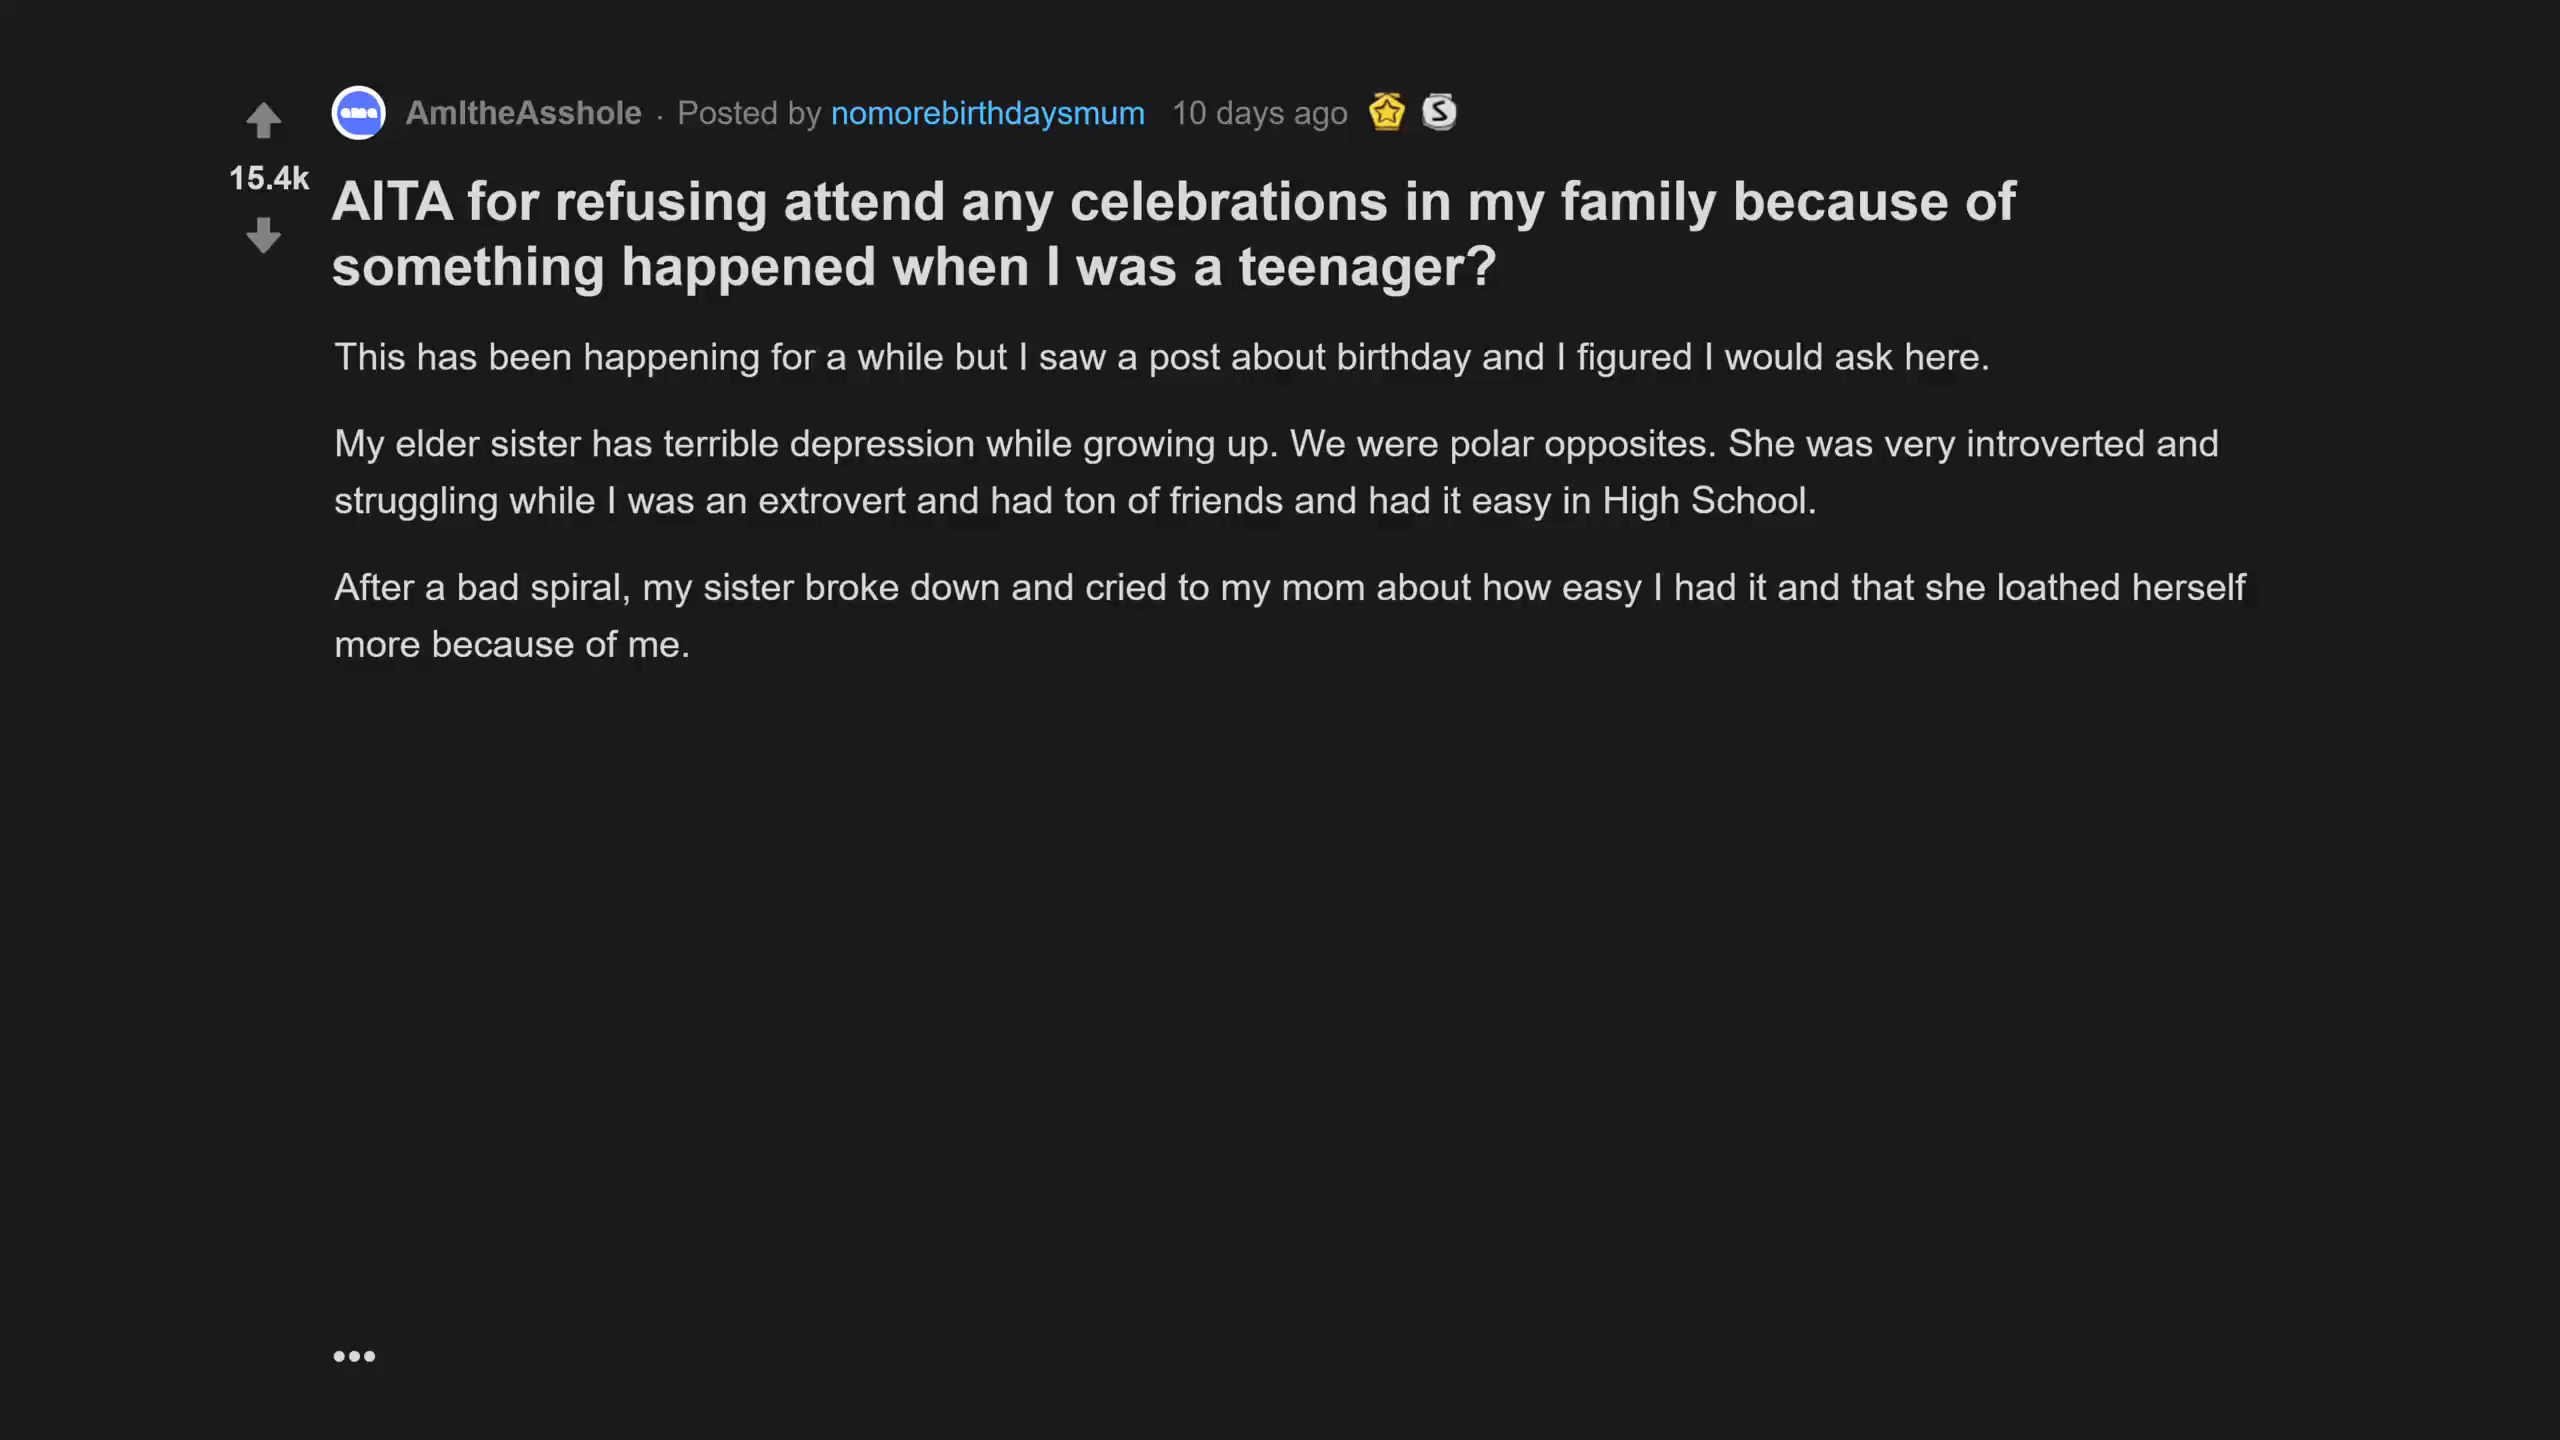 AmItheAsshole · Posted by nomorebirthdaysmum 10 days ago
15.4k
AITA for refusing attend any celebrations in my family because of
something happened when I was a teenager?
This has been happening for a while but I saw a post about birthday and I figured I would ask here.
My elder sister has terrible depression while growing up. We were polar opposites. She was very introverted and
struggling while I was an extrovert and had ton of friends and had it easy in High School.
After a bad spiral, my sister broke down and cried to my mom about how easy I had it and that she loathed herself
more because of me.